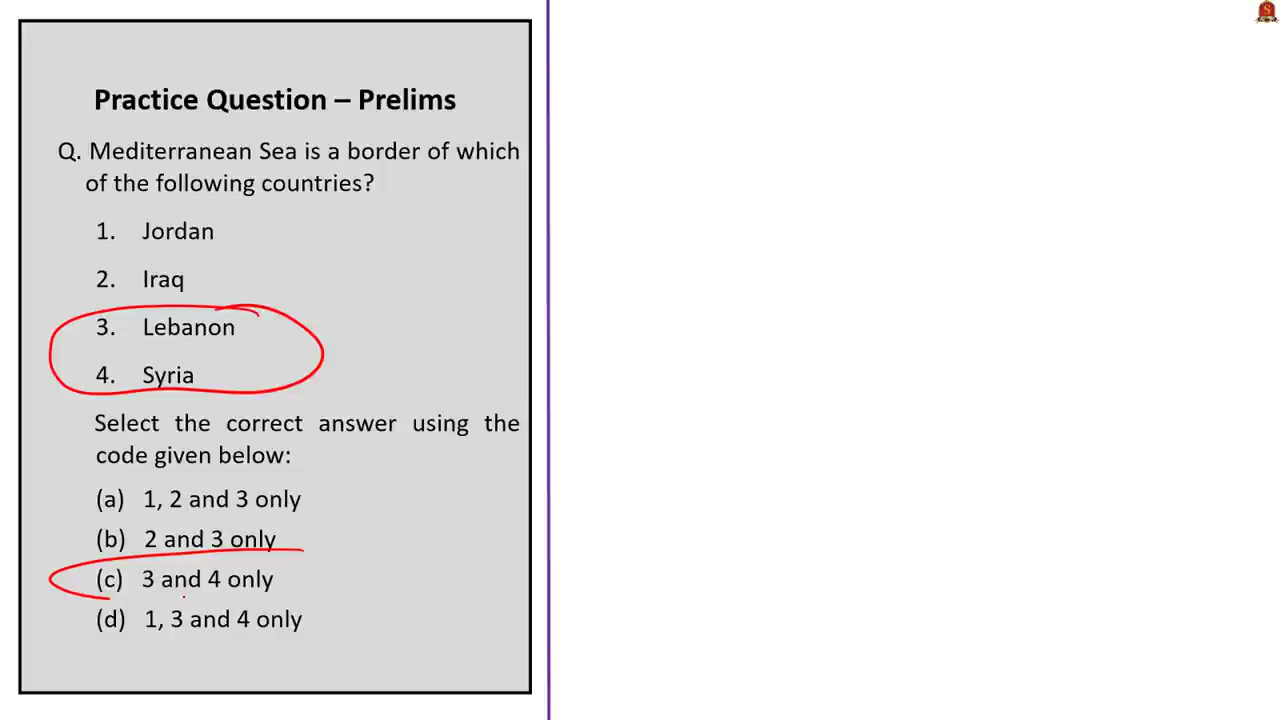 Practice Question – Prelims
Q. Mediterranean Sea is a border of which
of the following countries?
1. Jordan
2. Iraq
3. Lebanon
4. Syria
Select the correct answer using the
code given below:
(a) 1, 2 and 3 only
(b) 2 and 3 only
(c) 3 and 4 only
(d) 1, 3 and 4 only